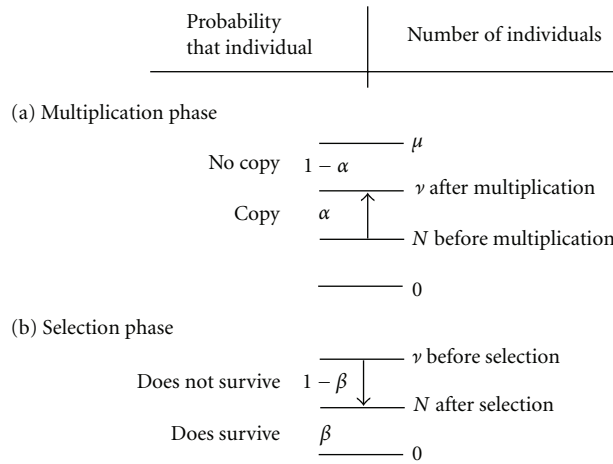 Probability
that individual
Number of individuals
(a) Multiplication phase
μ
No copy 1 − α
ν after multiplication
Copy α
N before multiplication
0
(b) Selection phase
ν before selection
Does not survive 1 − β
N after selection
Does survive β
0